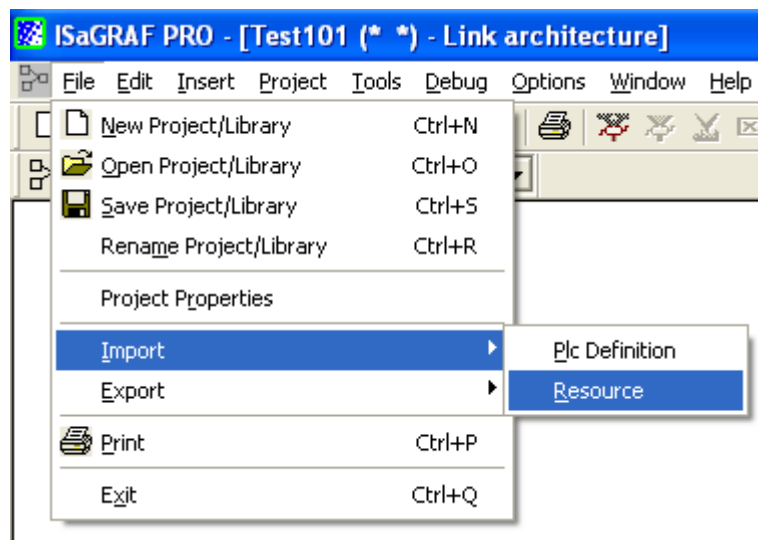 ISaGRAF PRO - [Test101 (* *) - Link architecture]
File Edit Insert Project Tools Debug Options Window Help
New Project/Library Ctrl+N
Open Project/Library Ctrl+O
Save Project/Library Ctrl+S
Rename Project/Library Ctrl+R
Project Properties
Import Plc Definition
Export Resource
Print Ctrl+P
Exit Ctrl+Q